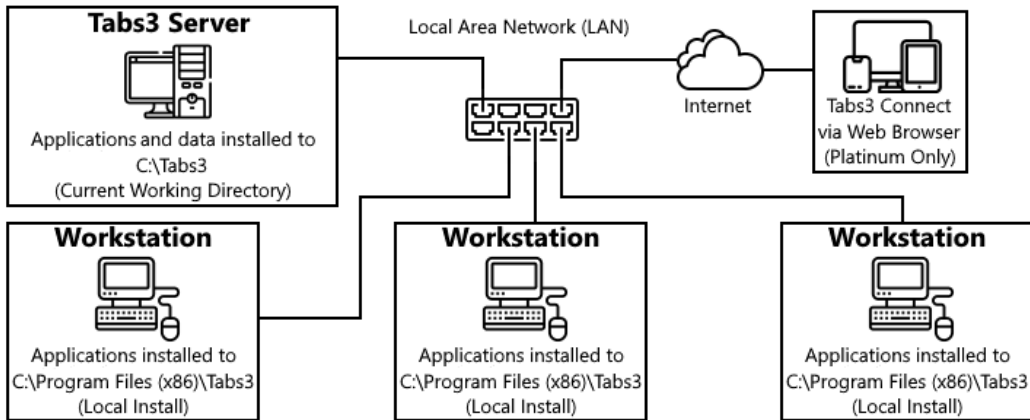 Tabs3 Server
Applications and data installed to
C:\Tabs3
(Current Working Directory)
Local Area Network (LAN)
Internet
Tabs3 Connect
via Web Browser
(Platinum Only)
Workstation
Applications installed to
C:\Program Files (x86)\Tabs3
(Local Install)
Workstation
Applications installed to
C:\Program Files (x86)\Tabs3
(Local Install)
Workstation
Applications installed to
C:\Program Files (x86)\Tabs3
(Local Install)